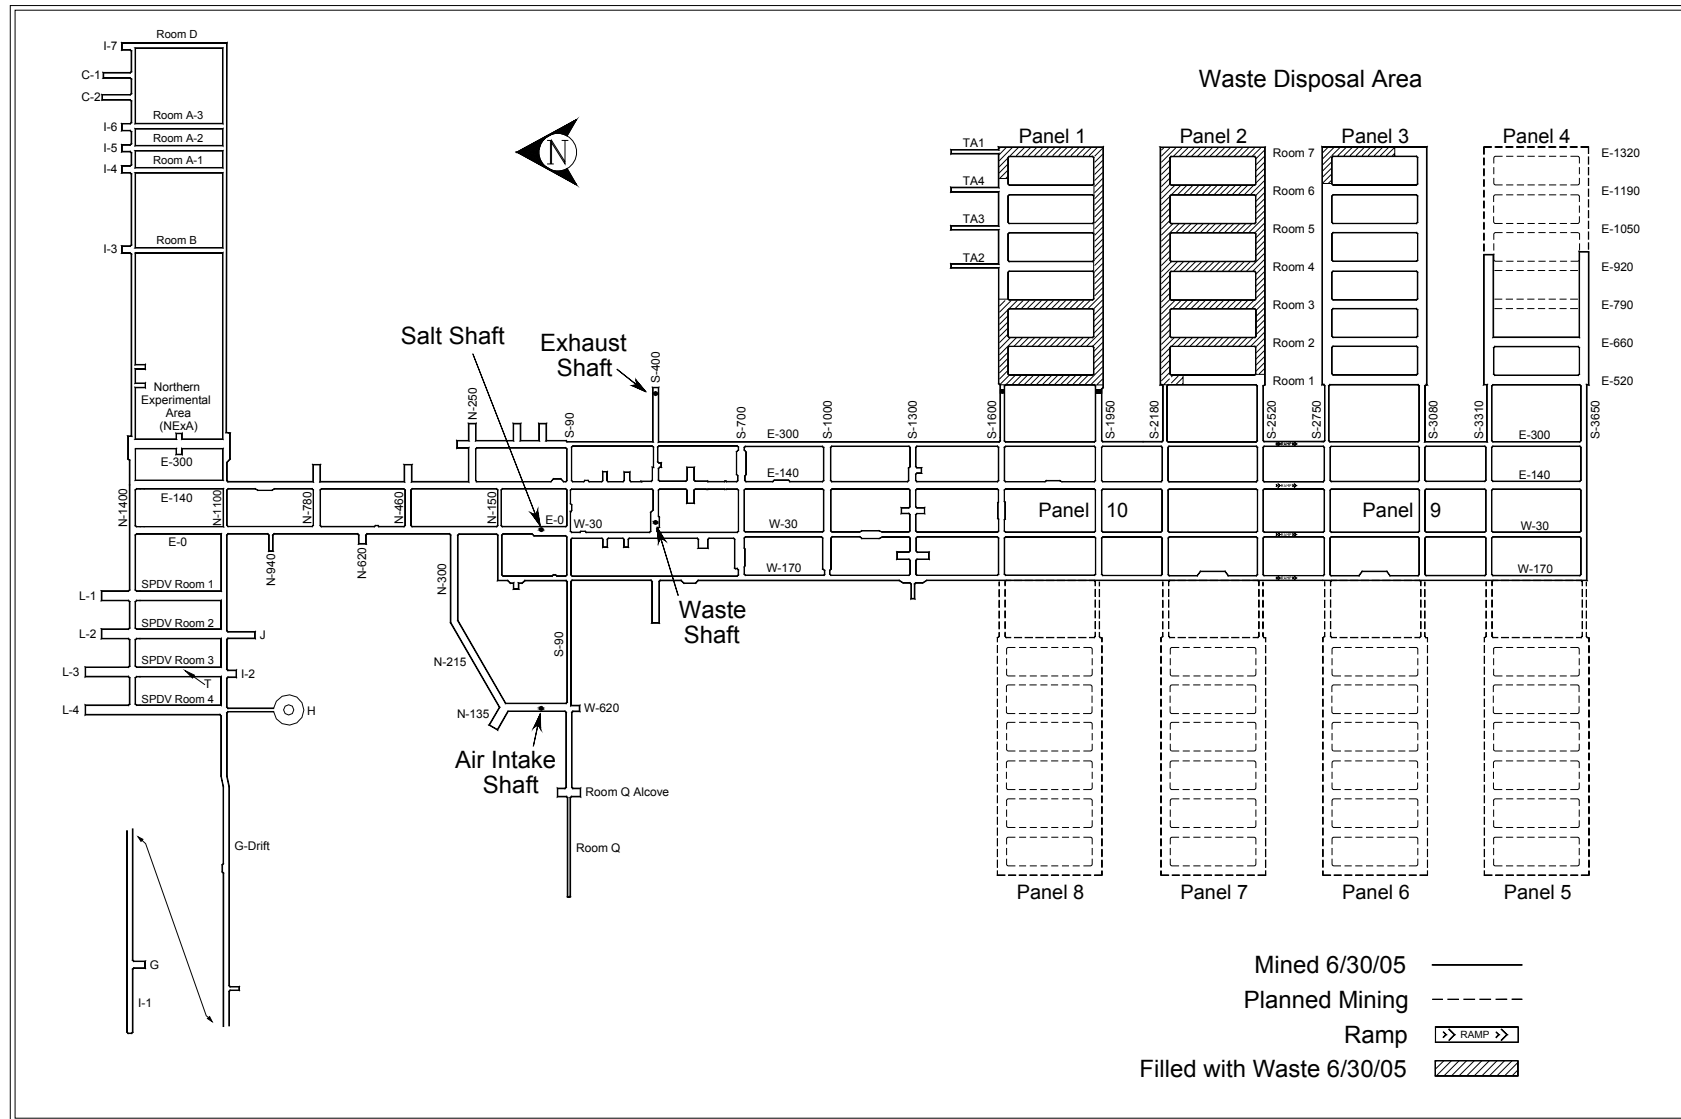 Room D
I-7
C-1
C-2
Room A-3
I-6
Room A-2
I-5
Room A-1
I-4
Room B
I-3
Northern
Experimental
Area
(NExA)
E-300
E-140
N-1400
N-1100
E-0
SPDV Room 1
L-1
SPDV Room 2
L-2
J
SPDV Room 3
L-3
I-2
T
SPDV Room 4
L-4
H
G-Drift
G
I-1
N
Salt Shaft
Exhaust
Shaft
N-250
S-90
S-400
N-780
N-460
N-150
E-0
W-30
N-940
N-620
N-300
N-215
N-135
S-90
W-620
Air Intake
Shaft
Room Q Alcove
Room Q
Waste
Shaft
S-700
E-300
S-1000
S-1300
E-140
W-30
W-170
Waste Disposal Area
Panel 1
Panel 2
Panel 3
Panel 4
TA1
TA4
TA3
TA2
Room 7
Room 6
Room 5
Room 4
Room 3
Room 2
Room 1
E-1320
E-1190
E-1050
E-920
E-790
E-660
E-520
S-1600
S-1950
S-2180
S-2520
S-2750
S-3080
S-3310
S-3650
E-300
E-140
Panel 10
Panel 9
W-30
W-170
Panel 8
Panel 7
Panel 6
Panel 5
Mined 6/30/05
Planned Mining
Ramp
RAMP
Filled with Waste 6/30/05